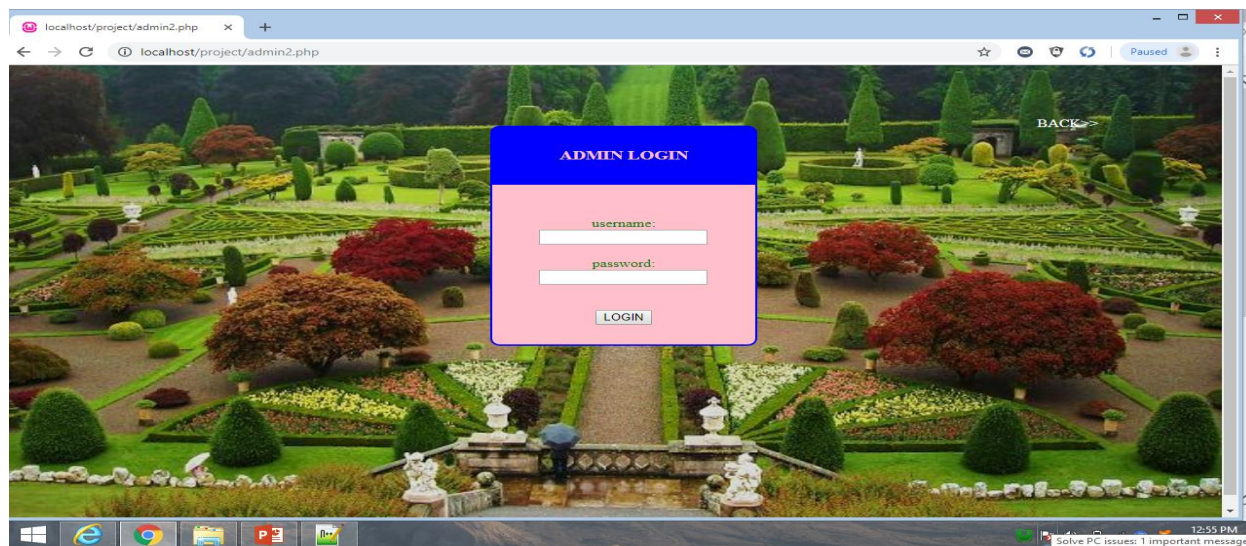 localhost/project/admin2.php
localhost/project/admin2.php
Paused
BACK>>
ADMIN LOGIN
username:
password:
LOGIN
12:55 PM
Solve PC issues: 1 important message